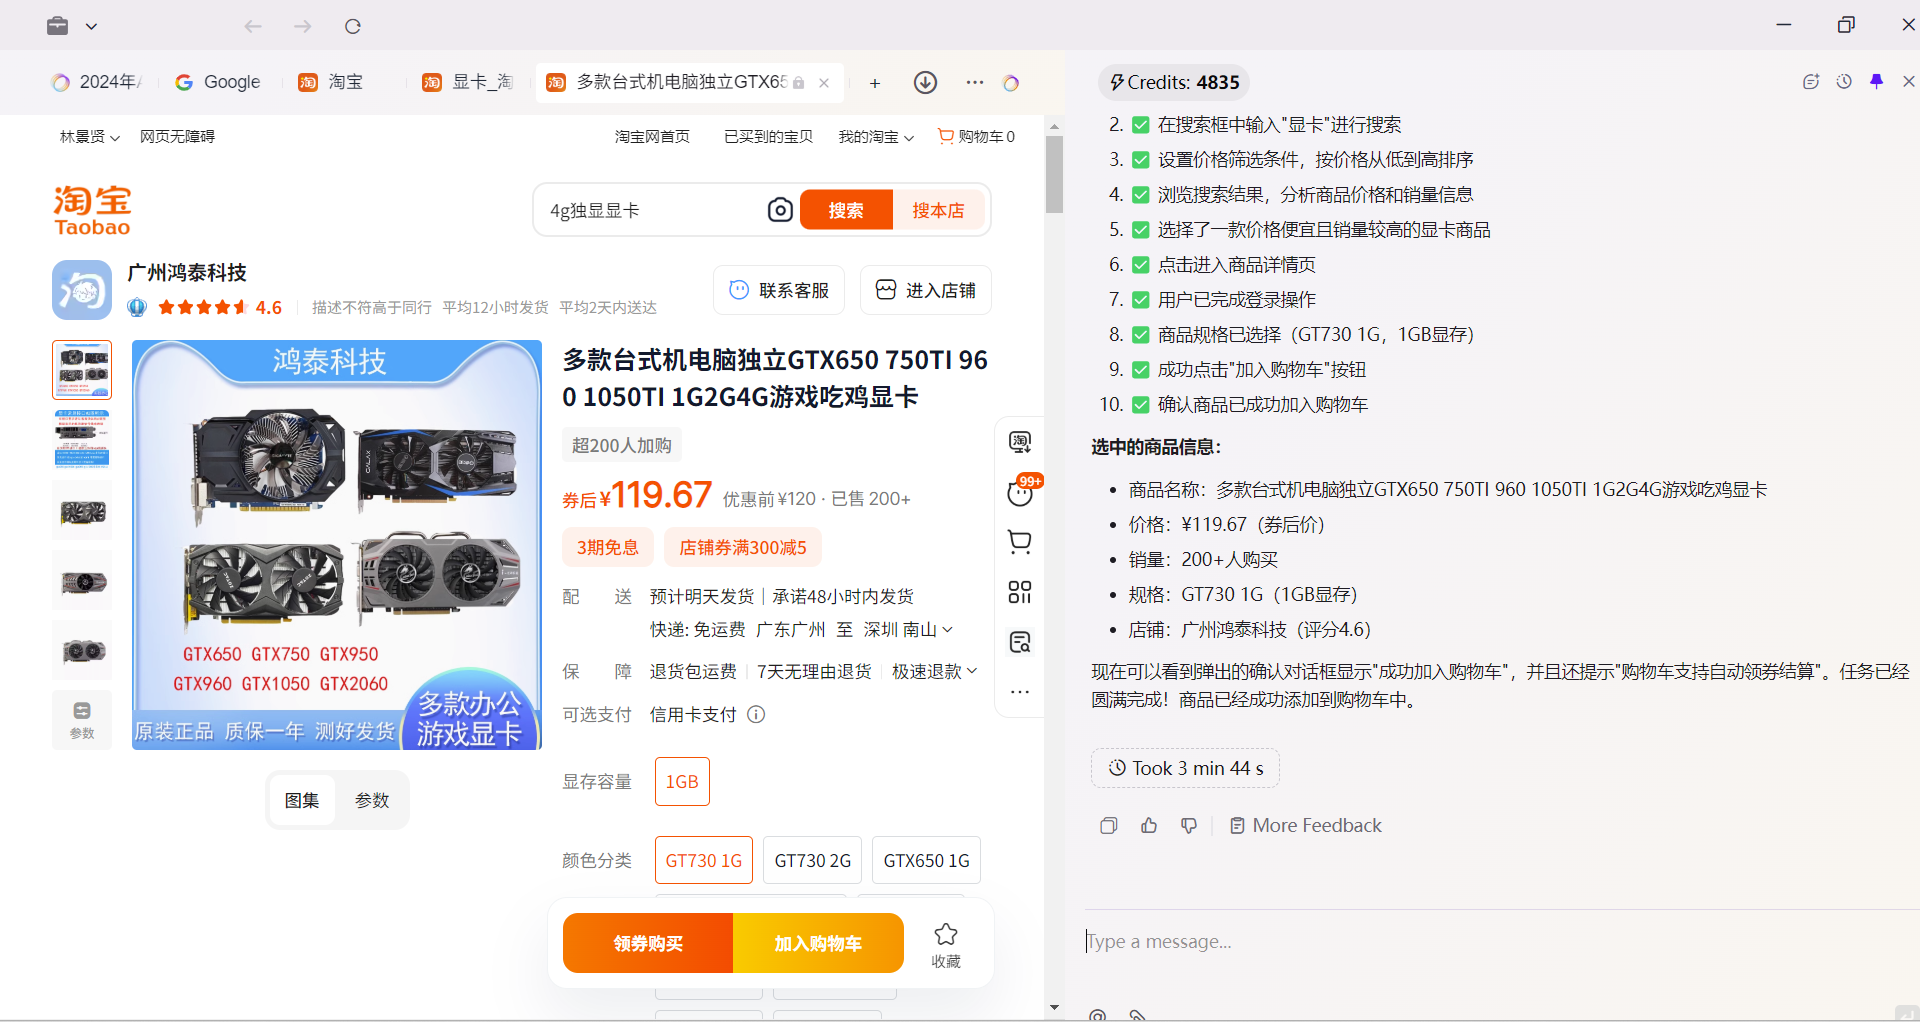 2024年
Google
淘宝
显卡_淘
多款台式机电脑独立GTX65
林景贤
网页无障碍
淘宝网首页
已买到的宝贝
我的淘宝
购物车0
淘宝
Taobao
4g独显显卡
搜索
搜本店
广州鸿泰科技
4.6
描述不符高于同行
平均12小时发货
平均2天内送达
联系客服
进入店铺
鸿泰科技
GTX650 GTX750 GTX950
GTX960 GTX1050 GTX2060
原装正品 质保一年 测好发货
多款办公
游戏显卡
参数
图集
参数
多款台式机电脑独立GTX650 750TI 96
0 1050TI 1G2G4G游戏吃鸡显卡
超200人加购
券后¥119.67 优惠前¥120 · 已售 200+
3期免息
店铺券满300减5
配送 预计明天发货 | 承诺48小时内发货
快递: 免运费 广东广州 至 深圳 南山
保障 退货包运费 7天无理由退货 极速退款
可选支付 信用卡支付
显存容量 1GB
颜色分类 GT730 1G GT730 2G GTX650 1G
领券购买
加入购物车
收藏
99+
Credits: 4835
2. 在搜索框中输入"显卡"进行搜索
3. 设置价格筛选条件，按价格从低到高排序
4. 浏览搜索结果，分析商品价格和销量信息
5. 选择了一款价格便宜且销量较高的显卡商品
6. 点击进入商品详情页
7. 用户已完成登录操作
8. 商品规格已选择（GT730 1G，1GB显存）
9. 成功点击"加入购物车"按钮
10. 确认商品已成功加入购物车
选中的商品信息：
• 商品名称：多款台式机电脑独立GTX650 750TI 960 1050TI 1G2G4G游戏吃鸡显卡
• 价格：¥119.67（券后价）
• 销量：200+人购买
• 规格：GT730 1G（1GB显存）
• 店铺：广州鸿泰科技（评分4.6）
现在可以看到弹出的确认对话框显示"成功加入购物车"，并且还提示"购物车支持自动领券结算"。任务已经
圆满完成！商品已经成功添加到购物车中。
Took 3 min 44 s
More Feedback
Type a message...